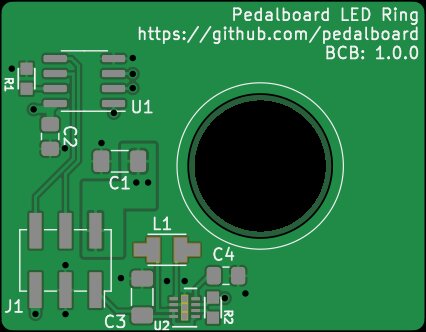 Pedalboard LED Ring
https://github.com/pedalboard
BCB: 1.0.0
R1
U1
C2
C1
L1
C4
J1
C3
U2
R2